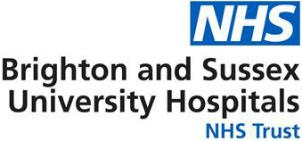 NHS
Brighton and Sussex
University Hospitals
NHS Trust